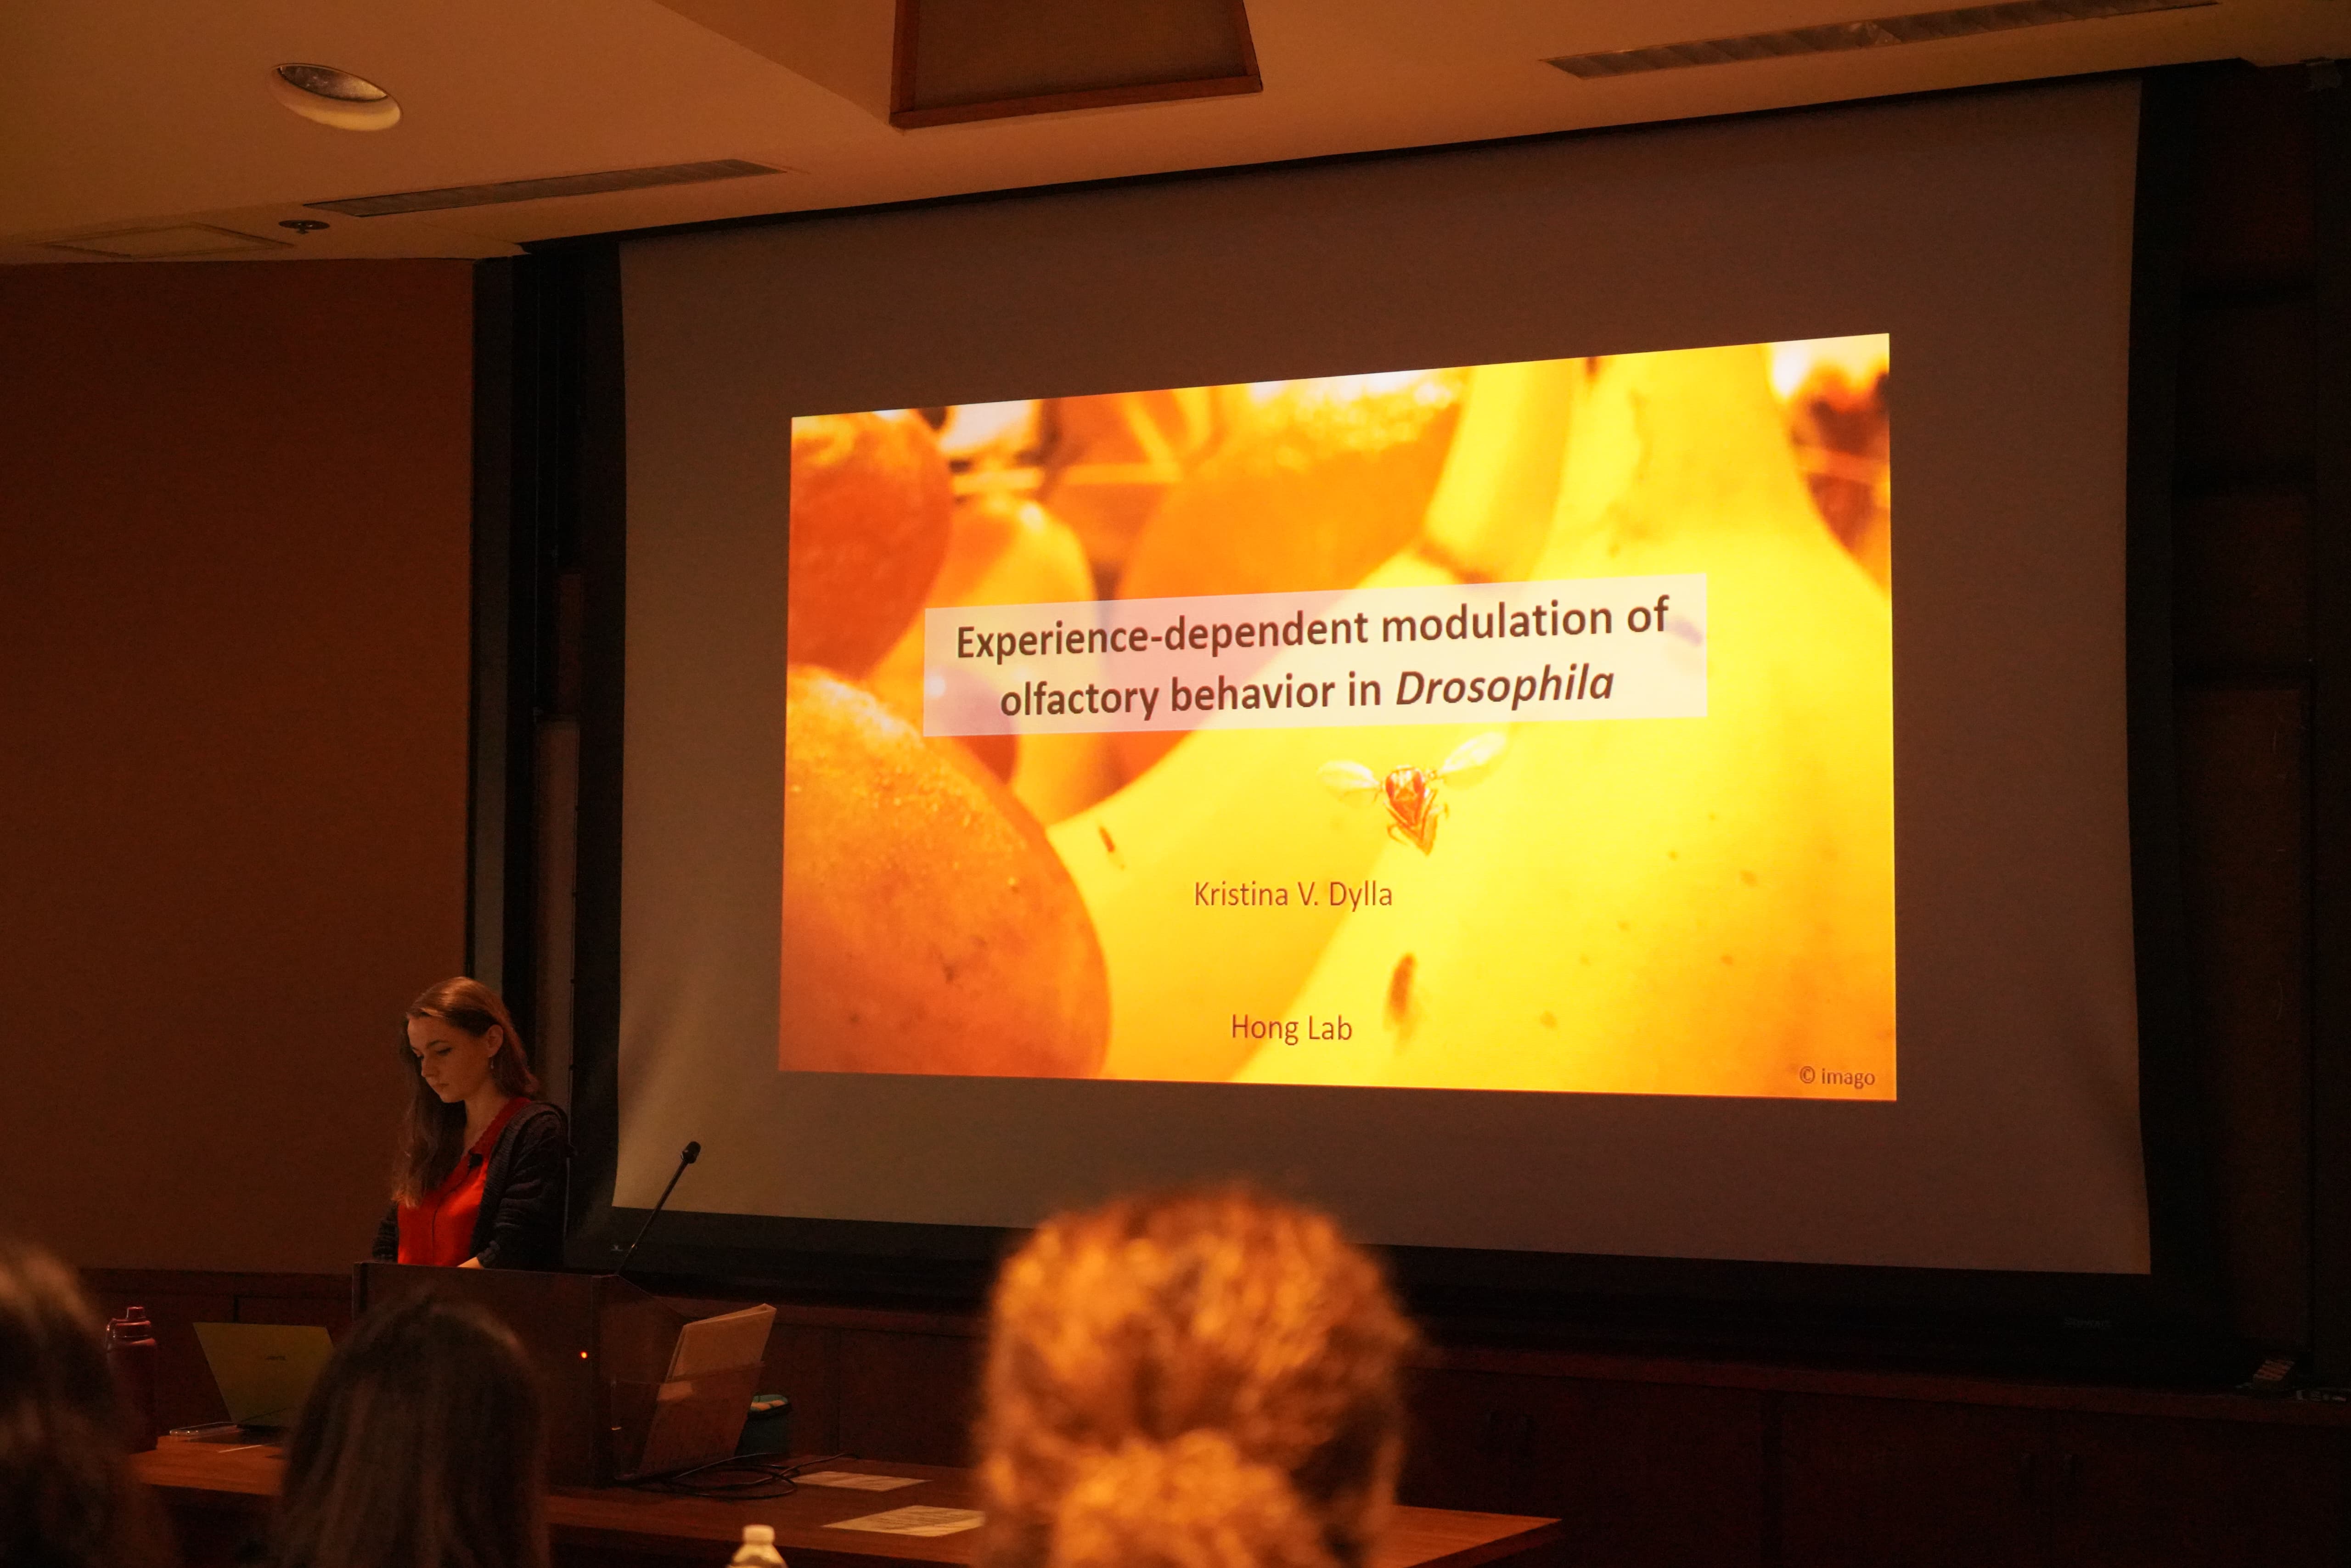 Experience-dependent modulation of
olfactory behavior in Drosophila
Kristina V. Dylla
Hong Lab
© imago